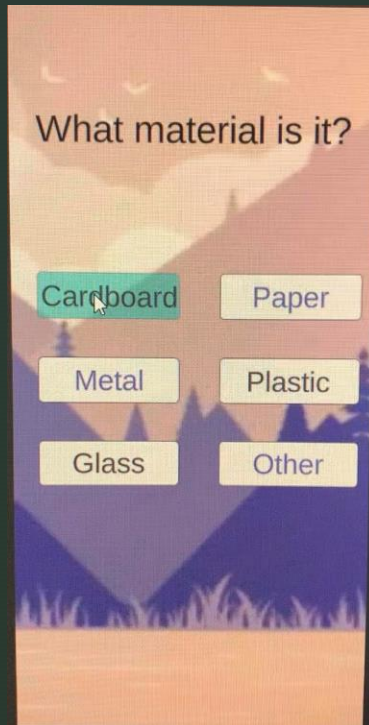 What material is it?
Cardboard Paper
Metal Plastic
Glass Other